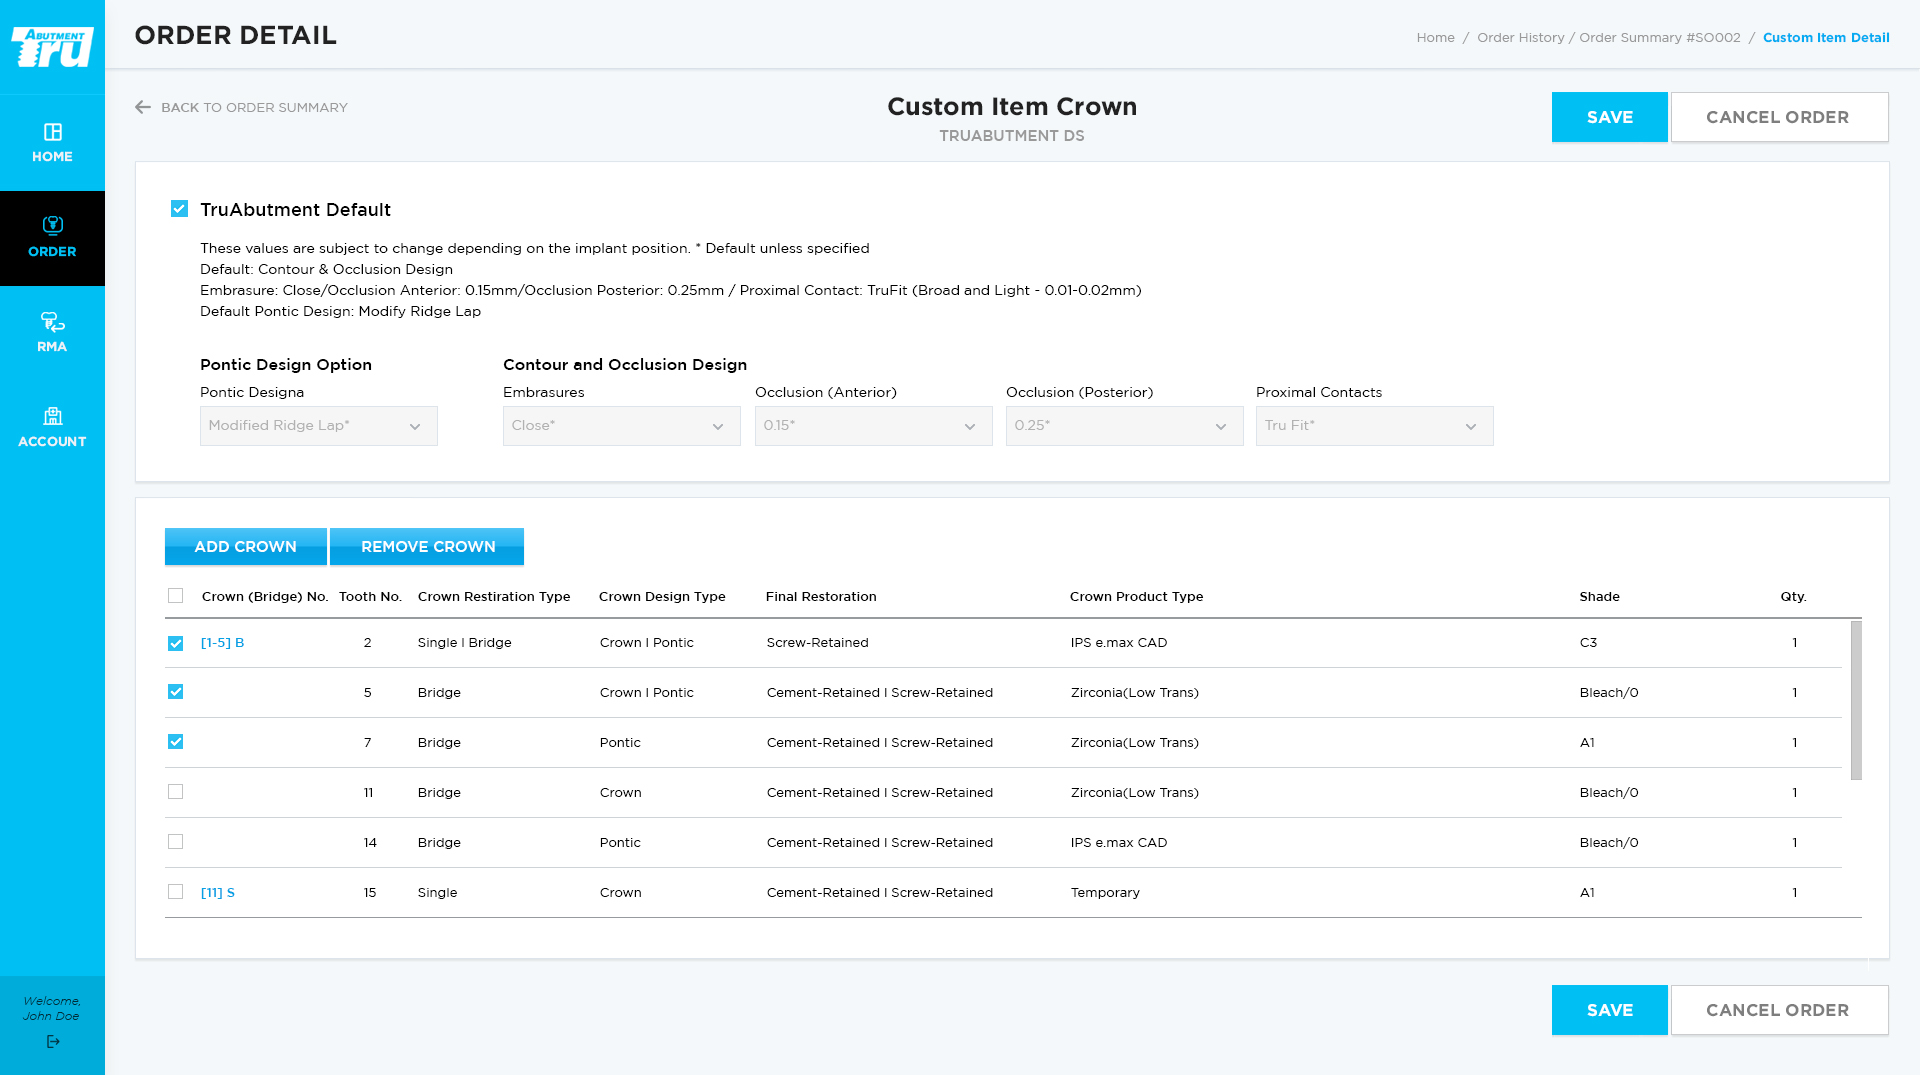 ABUTMENT
Tru
HOME
ORDER
RMA
ACCOUNT
Welcome,
John Doe
ORDER DETAIL
Home / Order History / Order Summary #SO002 / Custom Item Detail
BACK TO ORDER SUMMARY
Custom Item Crown
TRUABUTMENT DS
SAVE
CANCEL ORDER
TruAbutment Default
These values are subject to change depending on the implant position. * Default unless specified
Default: Contour & Occlusion Design
Embrasure: Close/Occlusion Anterior: 0.15mm/Occlusion Posterior: 0.25mm / Proximal Contact: TruFit (Broad and Light - 0.01-0.02mm)
Default Pontic Design: Modify Ridge Lap
Pontic Design Option
Contour and Occlusion Design
Pontic Designa
Embrasures
Occlusion (Anterior)
Occlusion (Posterior)
Proximal Contacts
Modified Ridge Lap*
Close*
0.15*
0.25*
Tru Fit*
ADD CROWN
REMOVE CROWN
Crown (Bridge) No. Tooth No. Crown Restiration Type Crown Design Type Final Restoration Crown Product Type Shade Qty.
[1-5] B 2 Single I Bridge Crown I Pontic Screw-Retained IPS e.max CAD C3 1
5 Bridge Crown I Pontic Cement-Retained I Screw-Retained Zirconia(Low Trans) Bleach/0 1
7 Bridge Pontic Cement-Retained I Screw-Retained Zirconia(Low Trans) A1 1
11 Bridge Crown Cement-Retained I Screw-Retained Zirconia(Low Trans) Bleach/0 1
14 Bridge Pontic Cement-Retained I Screw-Retained IPS e.max CAD Bleach/0 1
[11] S 15 Single Crown Cement-Retained I Screw-Retained Temporary A1 1
SAVE
CANCEL ORDER